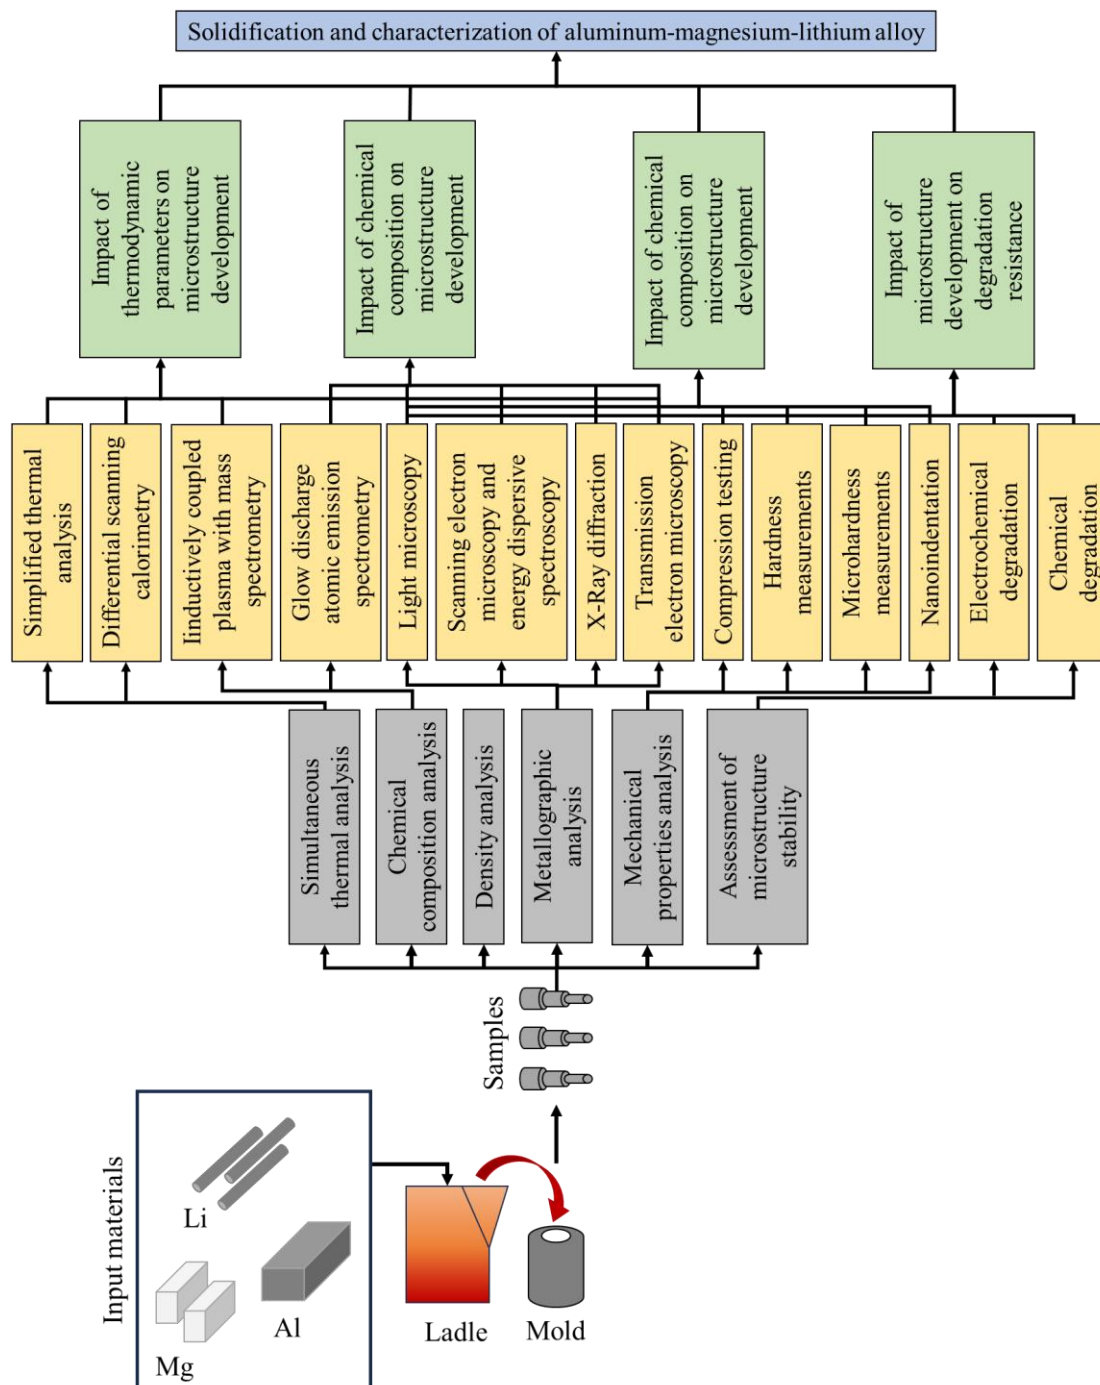 Solidification and characterization of aluminum-magnesium-lithium alloy
Impact of
thermodynamic
parameters on
microstructure
development
Impact of chemical
composition on
microstructure
development
Impact of chemical
composition on
microstructure
development
Impact of
microstructure
development on
degradation
resistance
Simplified thermal
analysis
Differential scanning
calorimetry
Iinductively coupled
plasma with mass
spectrometry
Glow discharge
atomic emission
spectrometry
Light microscopy
Scanning electron
microscopy and
energy dispersive
spectroscopy
X-Ray diffraction
Transmission
electron microscopy
Compression testing
Hardness
measurements
Microhardness
measurements
Nanoindentation
Electrochemical
degradation
Chemical
degradation
Simultaneous
thermal analysis
Chemical
composition analysis
Density analysis
Metallographic
analysis
Mechanical
properties analysis
Assessment of
microstructure
stability
Samples
Input materials
Li
Al
Mg
Ladle
Mold